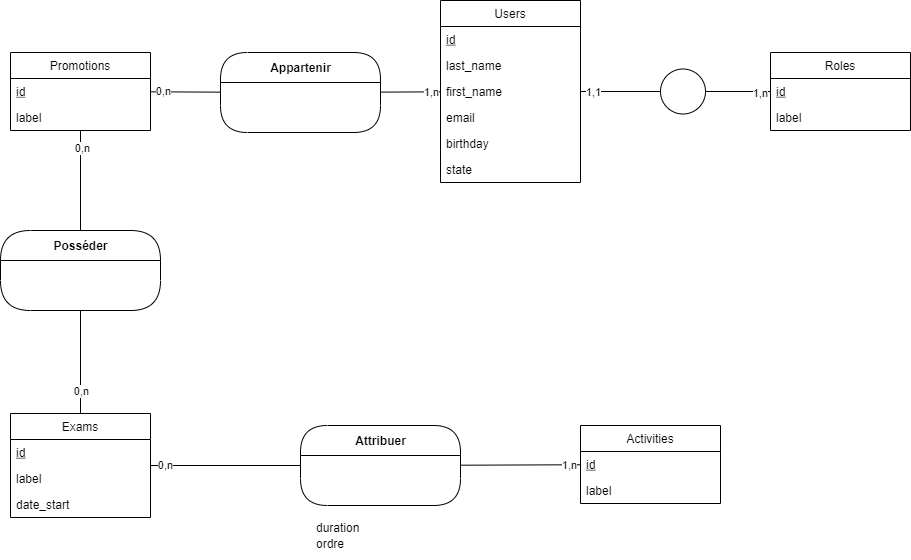 Users
id
last_name
first_name
email
birthday
state
Promotions
id
label
Appartenir
Roles
id
label
0,n
1,n
1,1
1,n
0,n
Posséder
0,n
Exams
id
label
date_start
0,n
Attribuer
duration
ordre
1,n
Activities
id
label